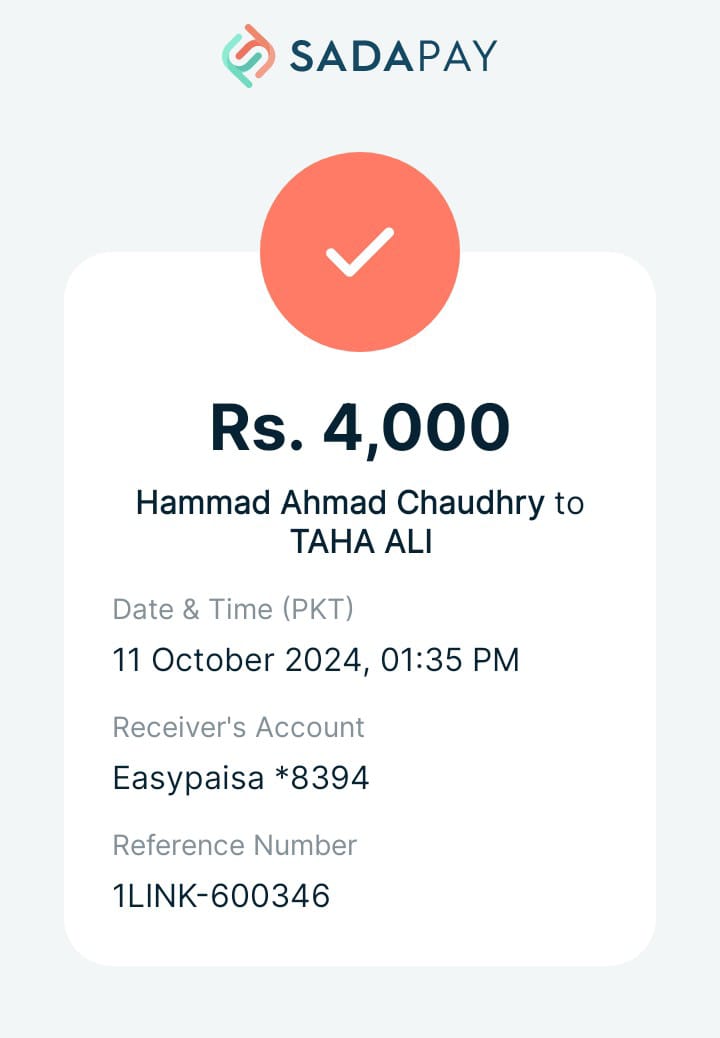 SADAPAY
Rs. 4,000
Hammad Ahmad Chaudhry to
TAHA ALI
Date & Time (PKT)
11 October 2024, 01:35 PM
Receiver's Account
Easypaisa *8394
Reference Number
1LINK-600346